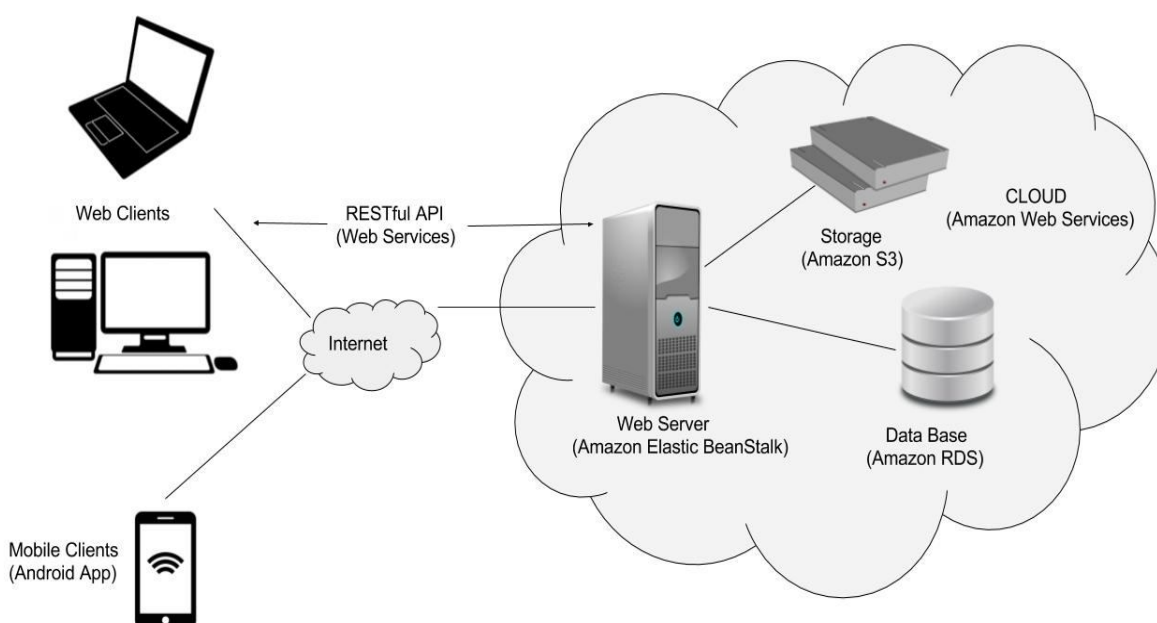 Web Clients
RESTful API
(Web Services)
Internet
Mobile Clients
(Android App)
Storage
(Amazon S3)
CLOUD
(Amazon Web Services)
Web Server
(Amazon Elastic BeanStalk)
Data Base
(Amazon RDS)